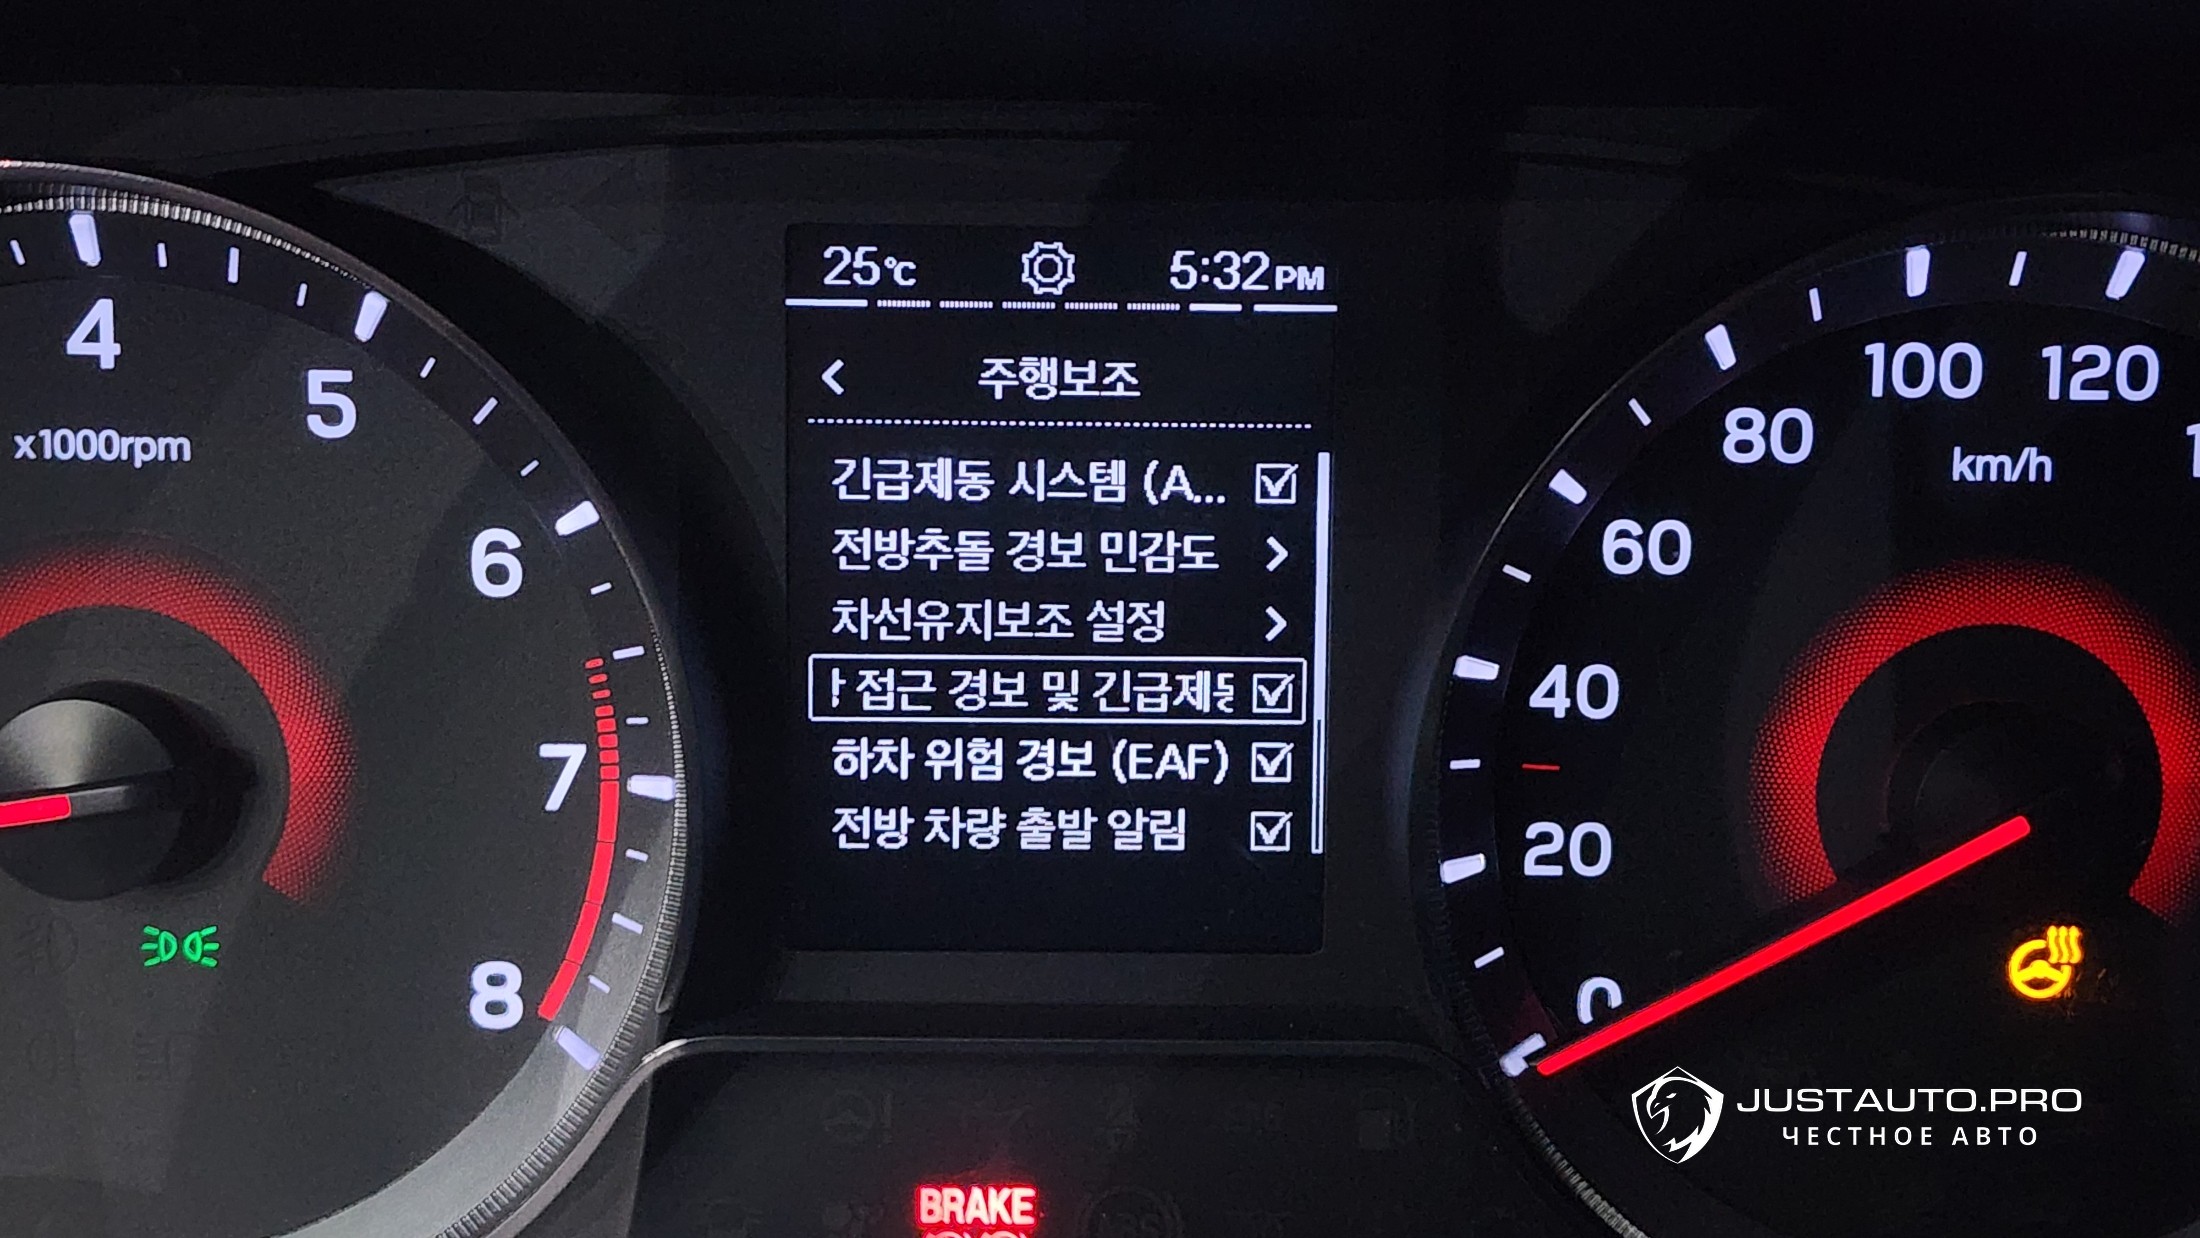 25℃ 5:32PM
주행보조
긴급제동 시스템 (A...
전방추돌 경보 민감도
차선유지보조 설정
접근 경보 및 긴급제동
하차 위험 경보 (EAF)
전방 차량 출발 알림
4
5
x1000rpm
6
7
8
100
120
80
km/h
60
40
20
0
BRAKE
JUSTAUTO.PRO
ЧЕСТНОЕ АВТО